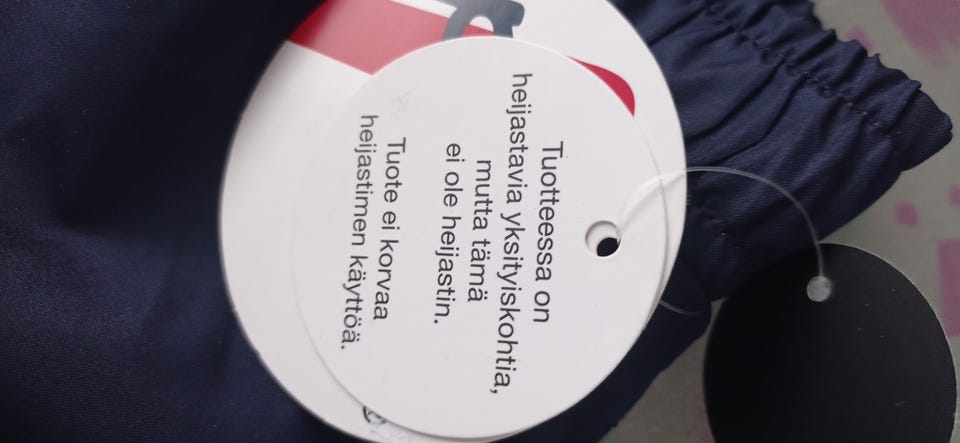 Tuotteessa on
heijastavia yksityiskohtia,
mutta tämä
ei ole heijastin.
Tuote ei korvaa
heijastimen käyttöä.